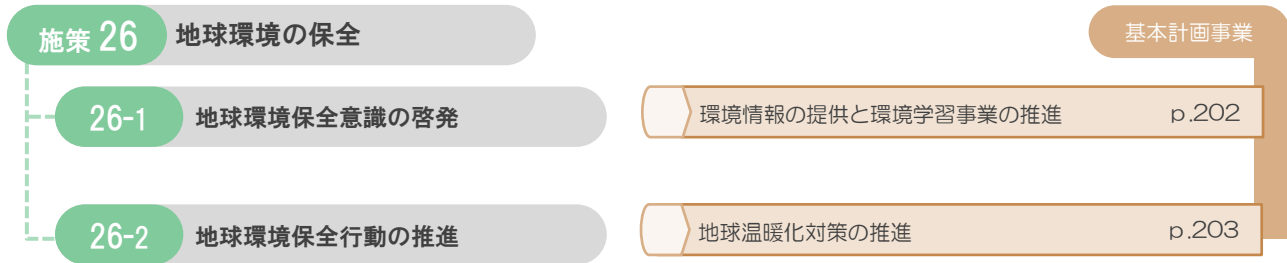 施策 26 地球環境の保全
基本計画事業
26-1 地球環境保全意識の啓発
環境情報の提供と環境学習事業の推進 p.202
26-2 地球環境保全行動の推進
地球温暖化対策の推進 p.203